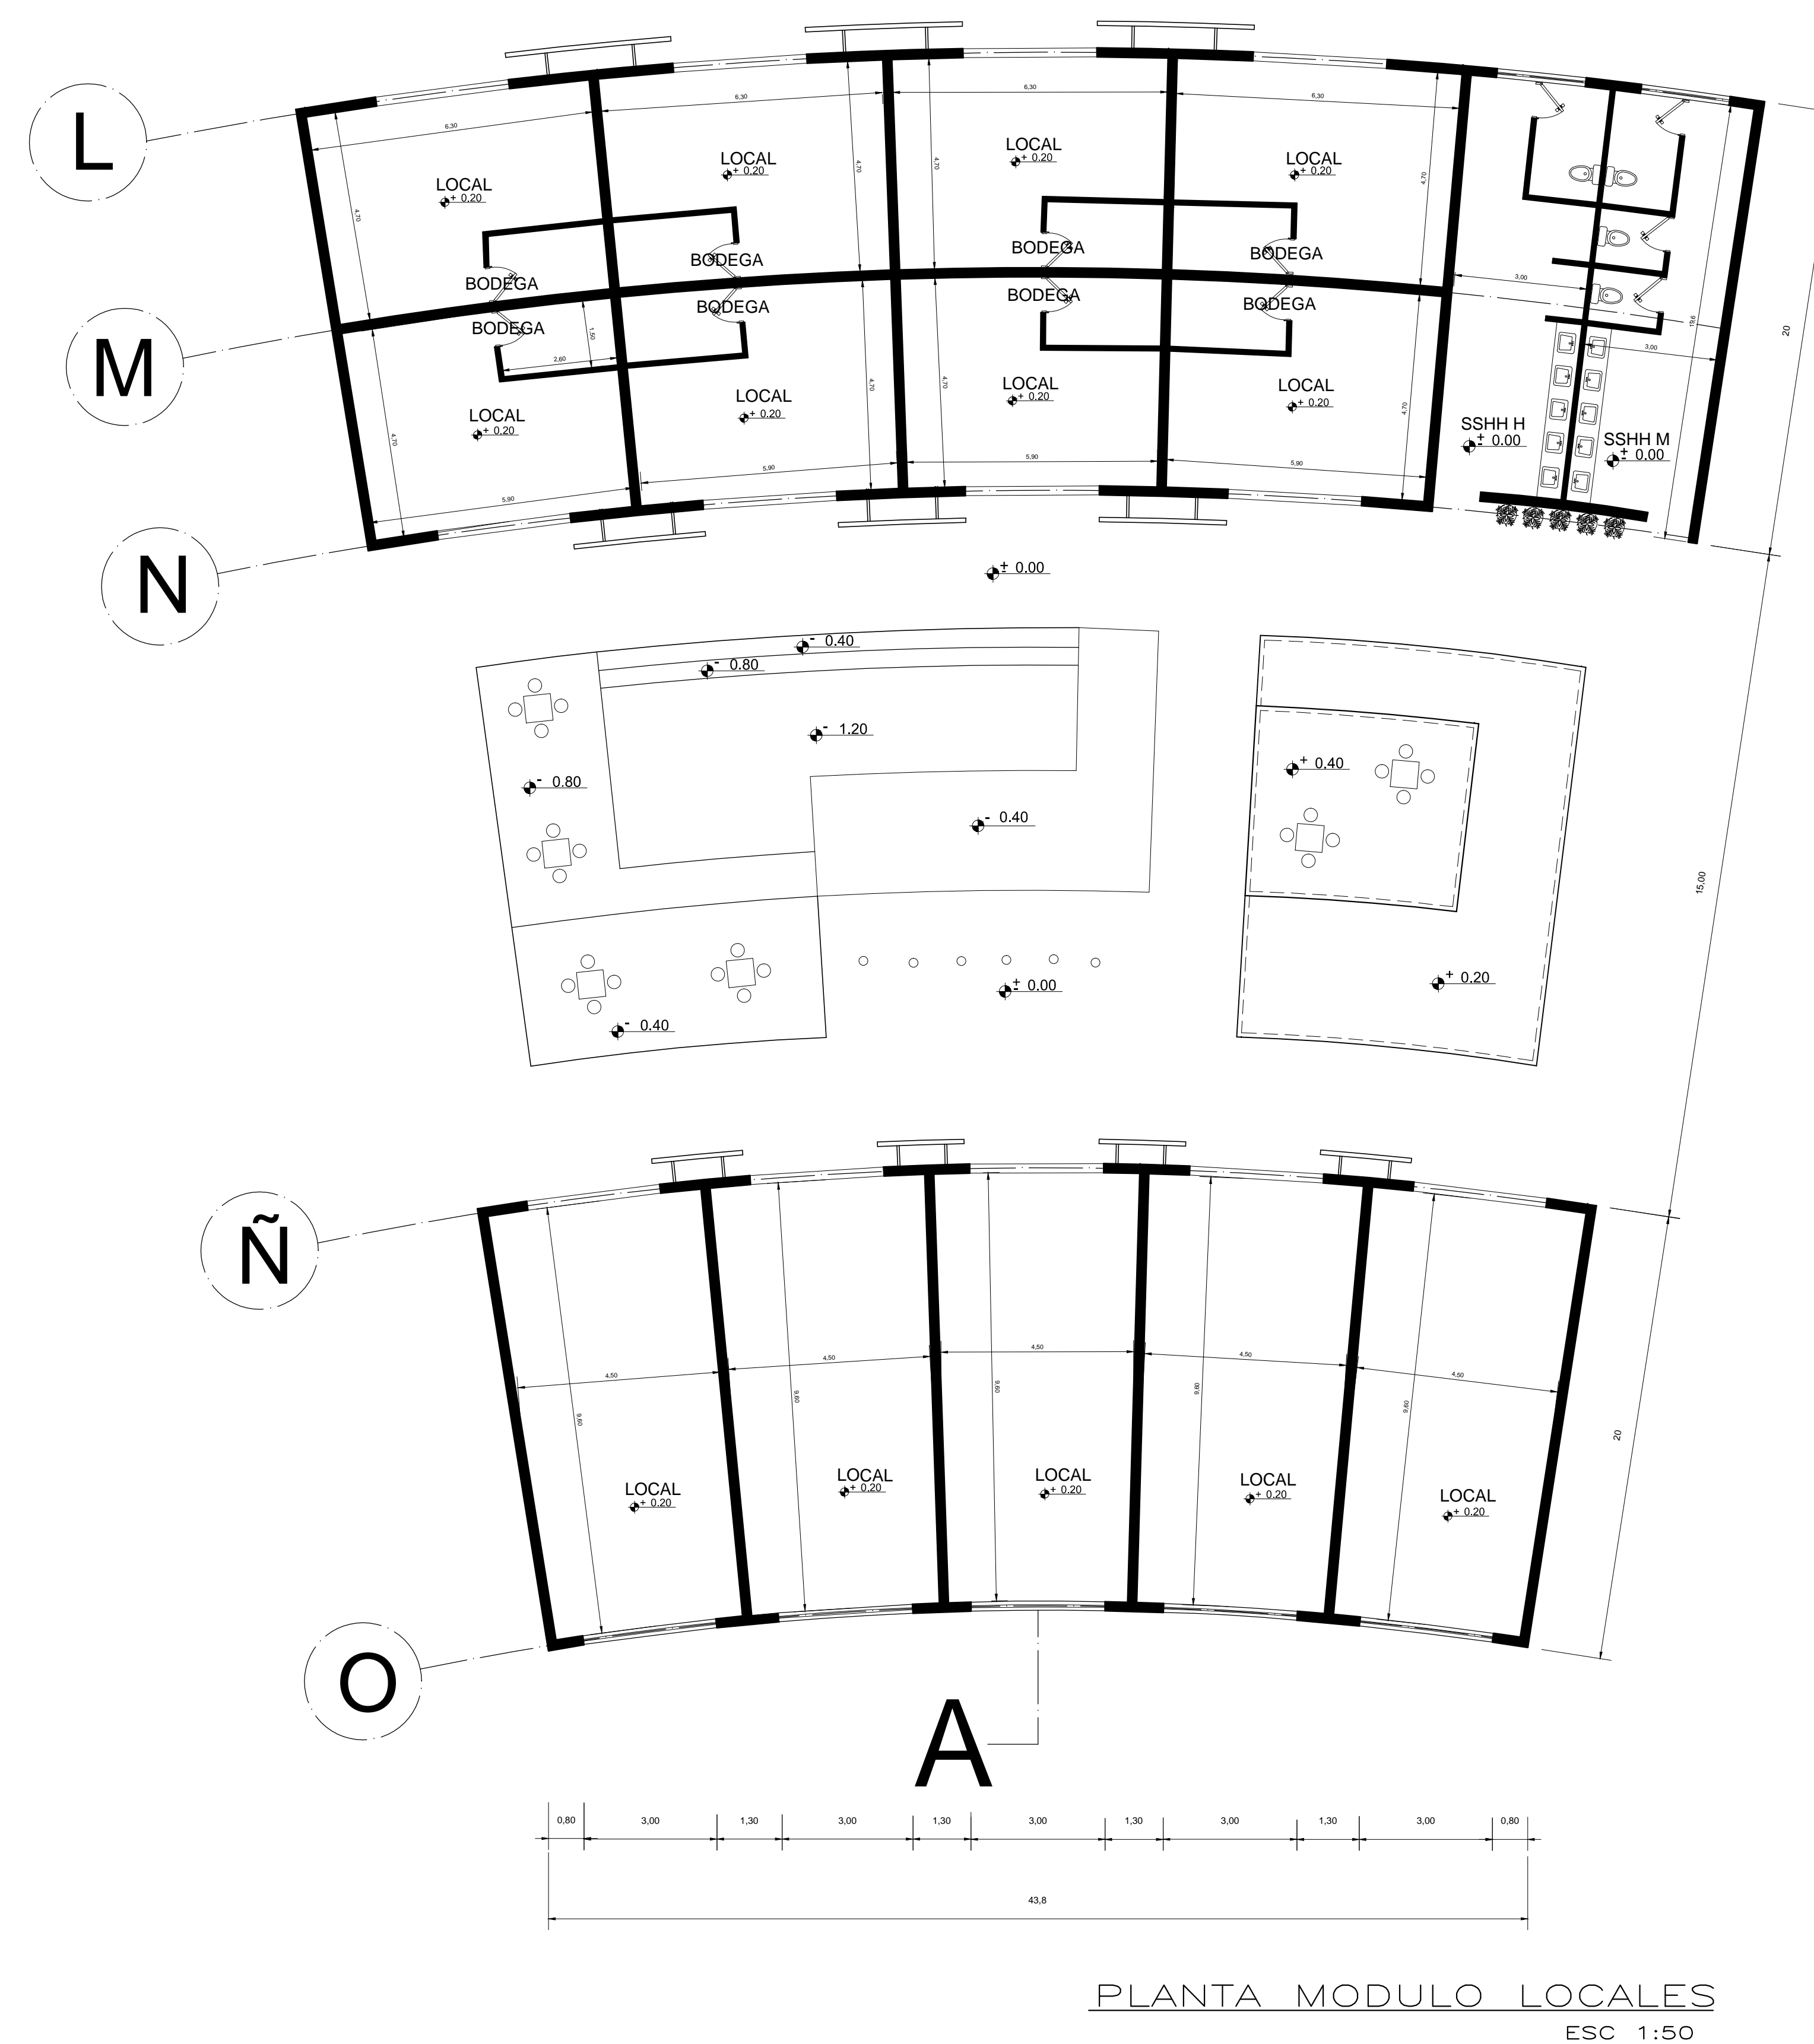 L
6,30
6,30
6,30
6,30
LOCAL
+ 0.20
LOCAL
+ 0.20
LOCAL
+ 0.20
LOCAL
+ 0.20
4,70
4,70
4,70
4,70
BODEGA
BODEGA
BODEGA
BODEGA
3,00
19,6
20
M
BODEGA
BODEGA
BODEGA
BODEGA
1,50
2,60
3,00
LOCAL
+ 0.20
LOCAL
+ 0.20
LOCAL
+ 0.20
LOCAL
+ 0.20
4,70
4,70
4,70
4,70
SSHH H
± 0.00
SSHH M
± 0.00
5,90
5,90
5,90
5,90
N
± 0.00
- 0.40
- 0.80
- 1.20
- 0.80
- 0.40
+ 0.40
15,00
± 0.00
+ 0.20
- 0.40
Ñ
4,50
4,50
4,50
4,50
4,50
9,60
9,60
9,60
9,60
9,60
20
LOCAL
+ 0.20
LOCAL
+ 0.20
LOCAL
+ 0.20
LOCAL
+ 0.20
LOCAL
+ 0.20
O
A
0,80 3,00 1,30 3,00 1,30 3,00 1,30 3,00 1,30 3,00 0,80
43,8
PLANTA MODULO LOCALES
ESC 1:50